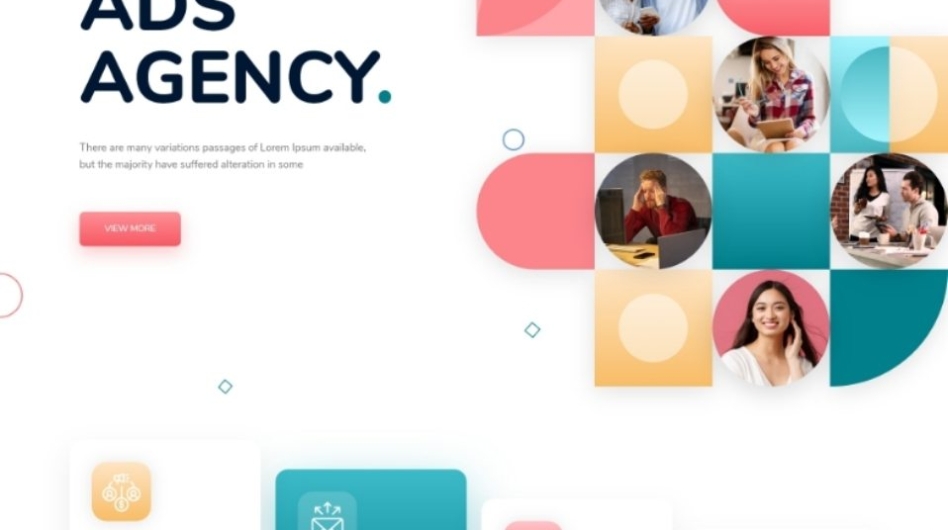 ADS
AGENCY.
There are many variations passages of Lorem Ipsum available,
but the majority have suffered alteration in some
VIEW MORE